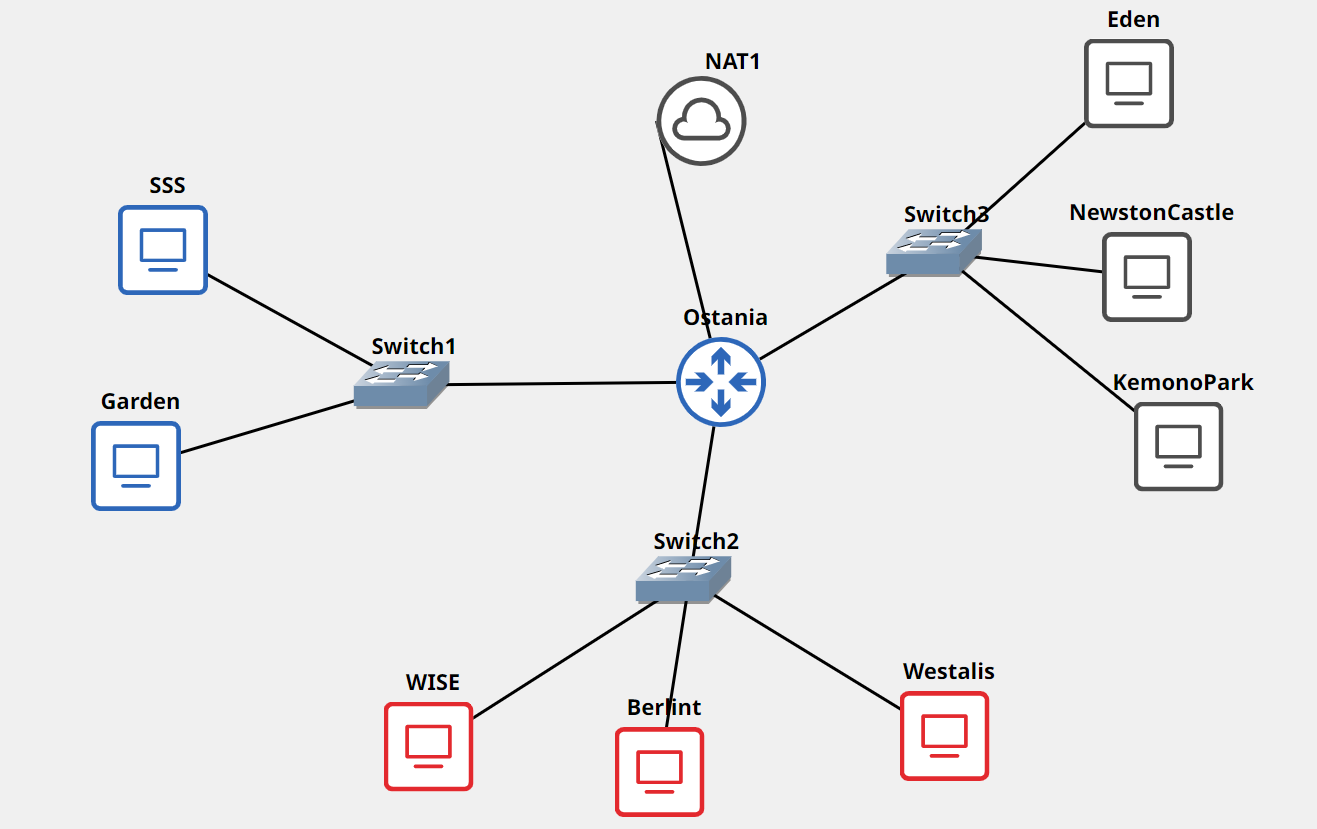 Eden
NAT1
SSS
Switch3
NewstonCastle
Ostania
Switch1
KemonoPark
Garden
Switch2
WISE
Westalis
Berlint